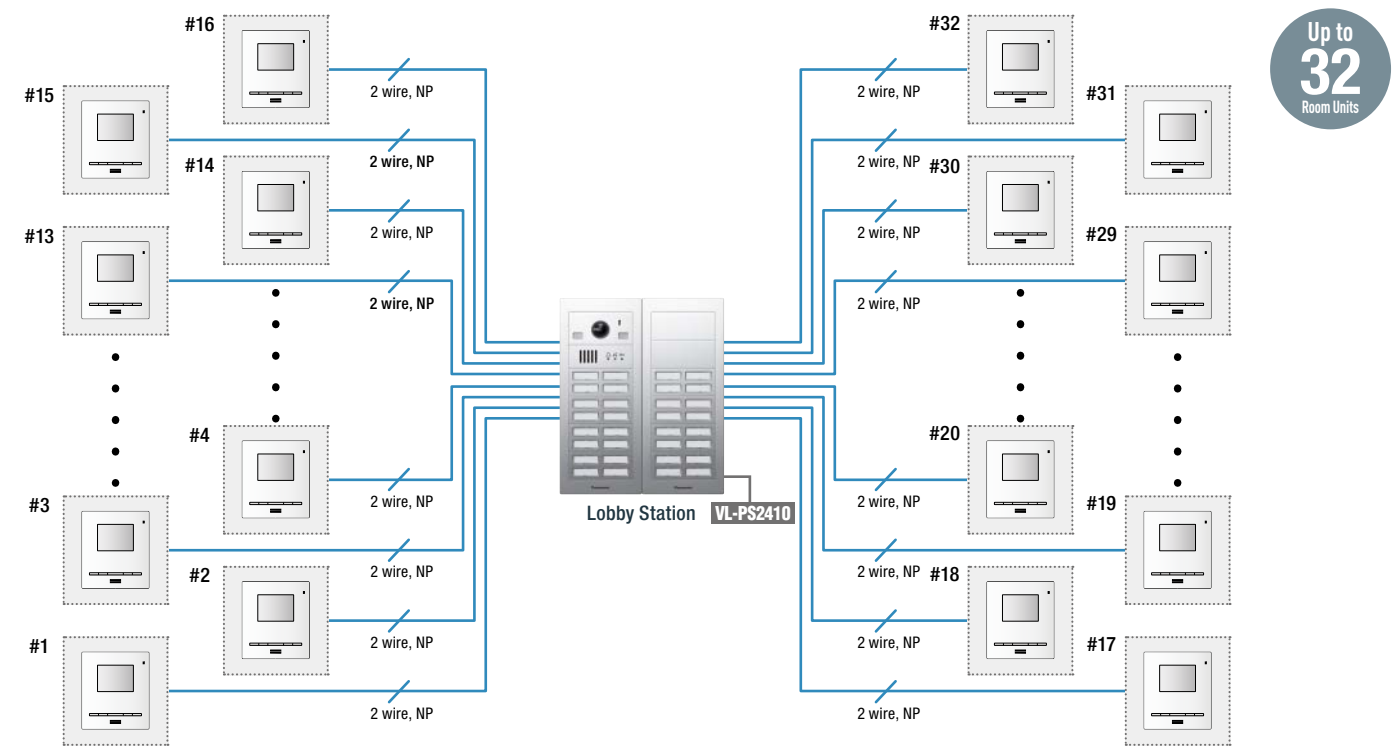 #16
2 wire, NP
#32
2 wire, NP
Up to
32
Room Units
#15
2 wire, NP
#31
2 wire, NP
#14
2 wire, NP
#30
2 wire, NP
#13
2 wire, NP
#29
2 wire, NP
#4
2 wire, NP
#20
2 wire, NP
Lobby Station
VL-PS2410
#3
2 wire, NP
#19
2 wire, NP
#2
2 wire, NP
#18
2 wire, NP
#1
2 wire, NP
#17
2 wire, NP